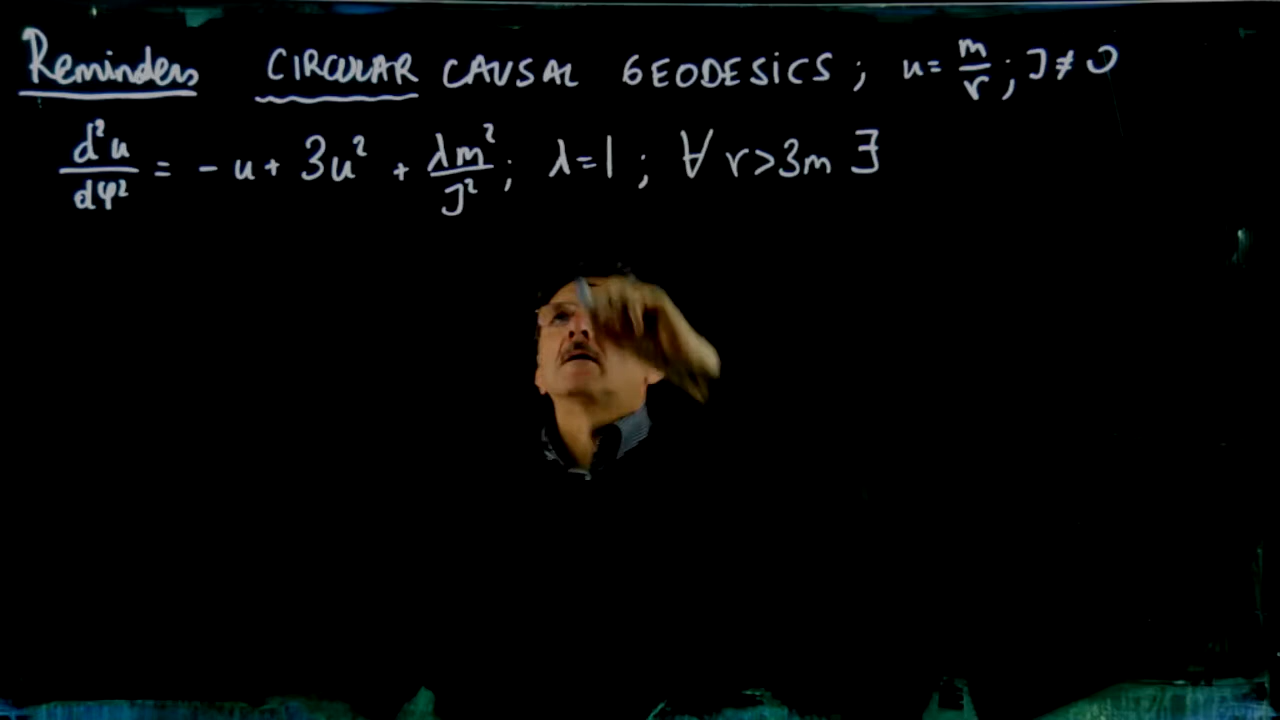 Reminders CIRCULAR CAUSAL GEODESICS; u = m/r; J ≠ 0
d²u/dφ² = - u + 3u² + λm²/J²; λ=1; ∀ r>3m ∃